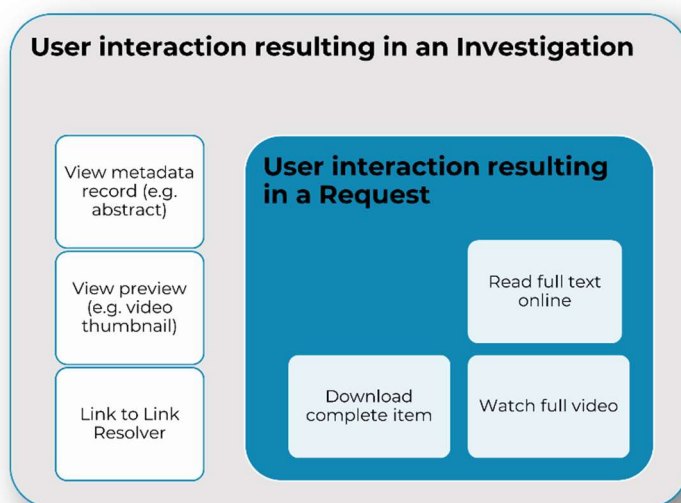 User interaction resulting in an Investigation
View metadata
record (e.g.
abstract)
View preview
(e.g. video
thumbnail)
Link to Link
Resolver
User interaction resulting
in a Request
Read full text
online
Download
complete item
Watch full video